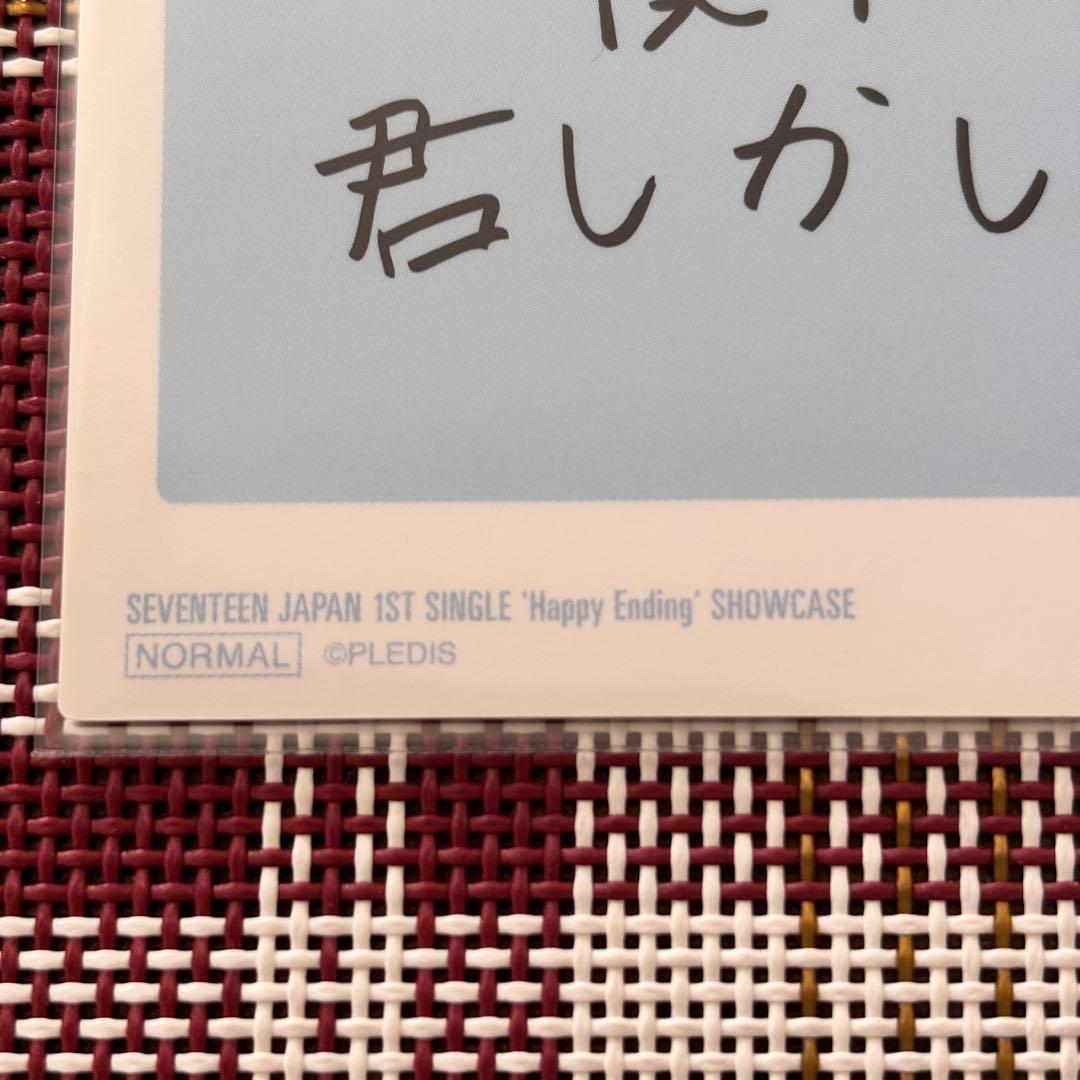 君しかし
SEVENTEEN JAPAN 1ST SINGLE 'Happy Ending' SHOWCASE
NORMAL ©PLEDIS